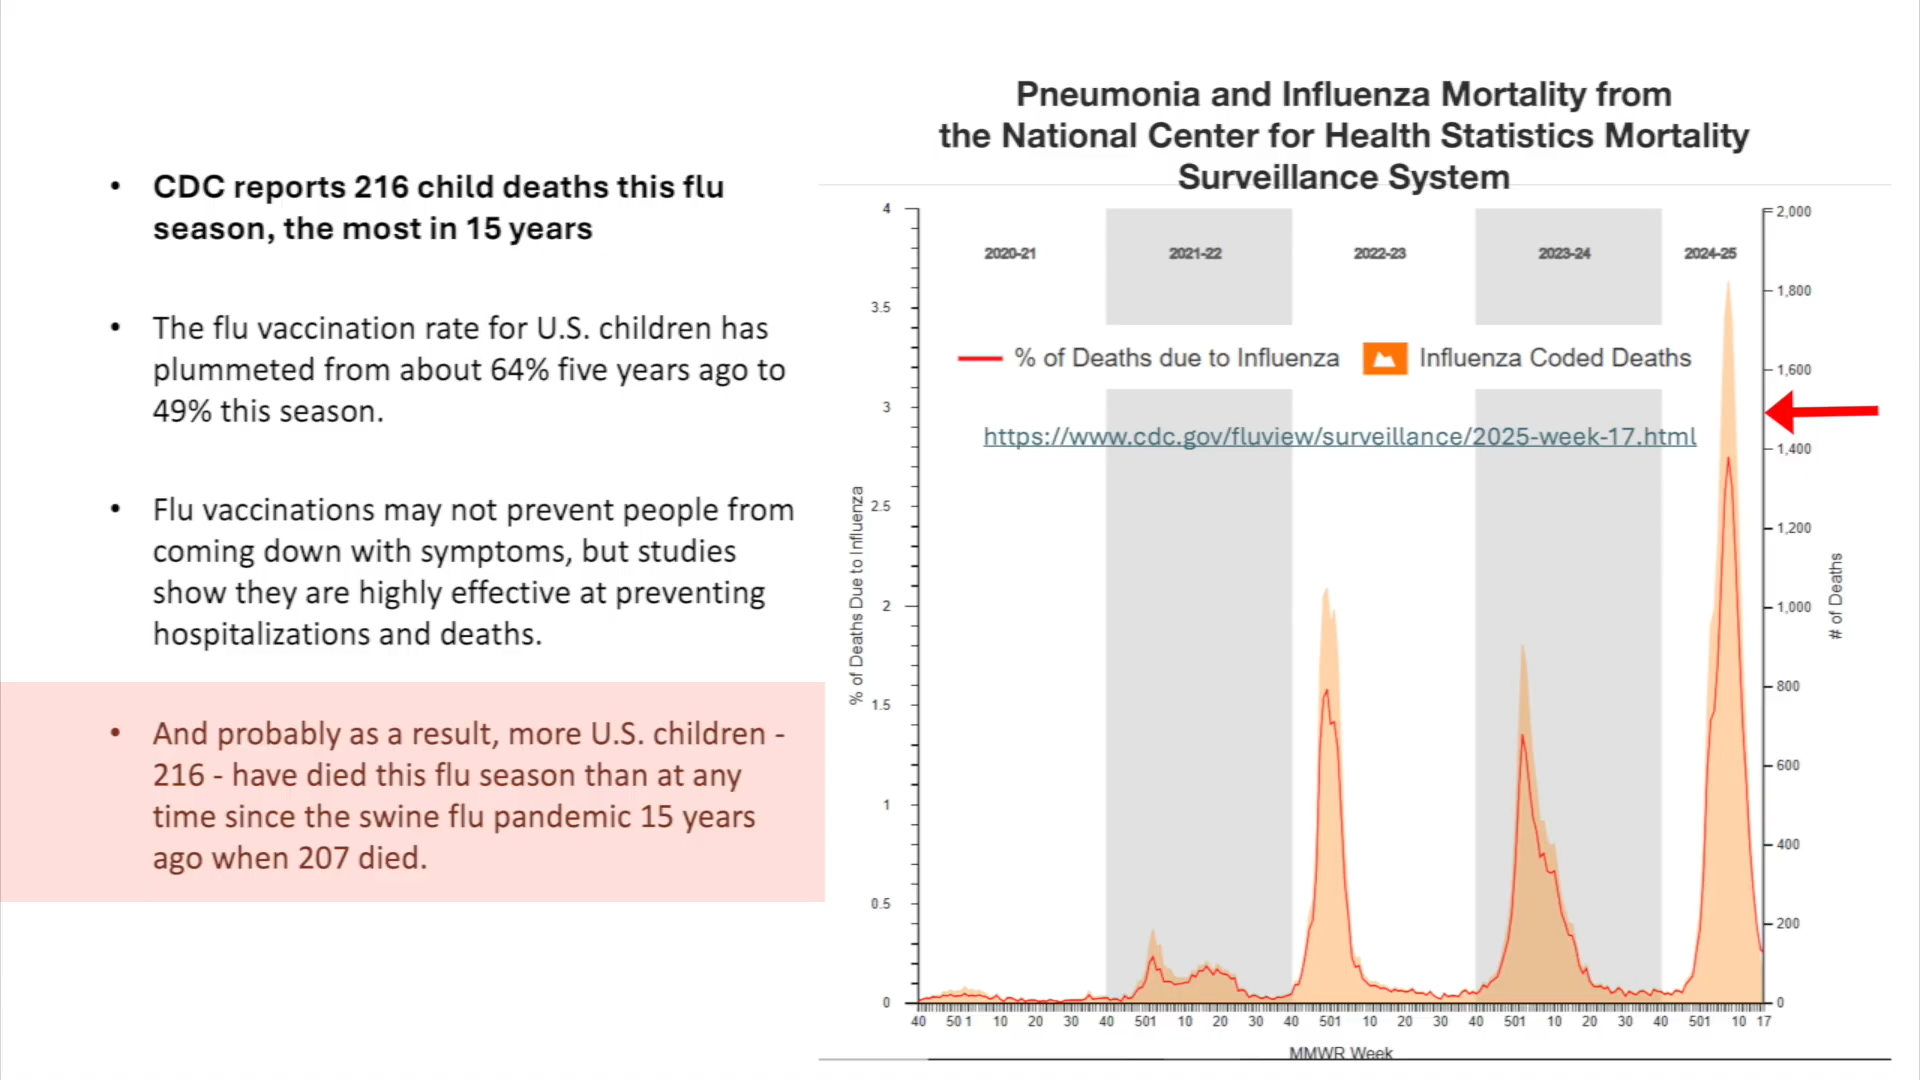 • CDC reports 216 child deaths this flu
season, the most in 15 years
• The flu vaccination rate for U.S. children has
plummeted from about 64% five years ago to
49% this season.
• Flu vaccinations may not prevent people from
coming down with symptoms, but studies
show they are highly effective at preventing
hospitalizations and deaths.
• And probably as a result, more U.S. children -
216 - have died this flu season than at any
time since the swine flu pandemic 15 years
ago when 207 died.
Pneumonia and Influenza Mortality from
the National Center for Health Statistics Mortality
Surveillance System
2020-21 2021-22 2022-23 2023-24 2024-25
% of Deaths due to Influenza Influenza Coded Deaths
https://www.cdc.gov/fluview/surveillance/2025-week-17.html
% of Deaths Due to Influenza
4
3.5
3
2.5
2
1.5
1
0.5
0
2,000
1,800
1,600
1,400
1,200
1,000
800
600
400
200
0
# of Deaths
40 50 1 10 20 30 40 50 1 10 20 30 40 50 1 10 20 30 40 50 1 10 20 30 40 50 1 10 17
MMWR Week